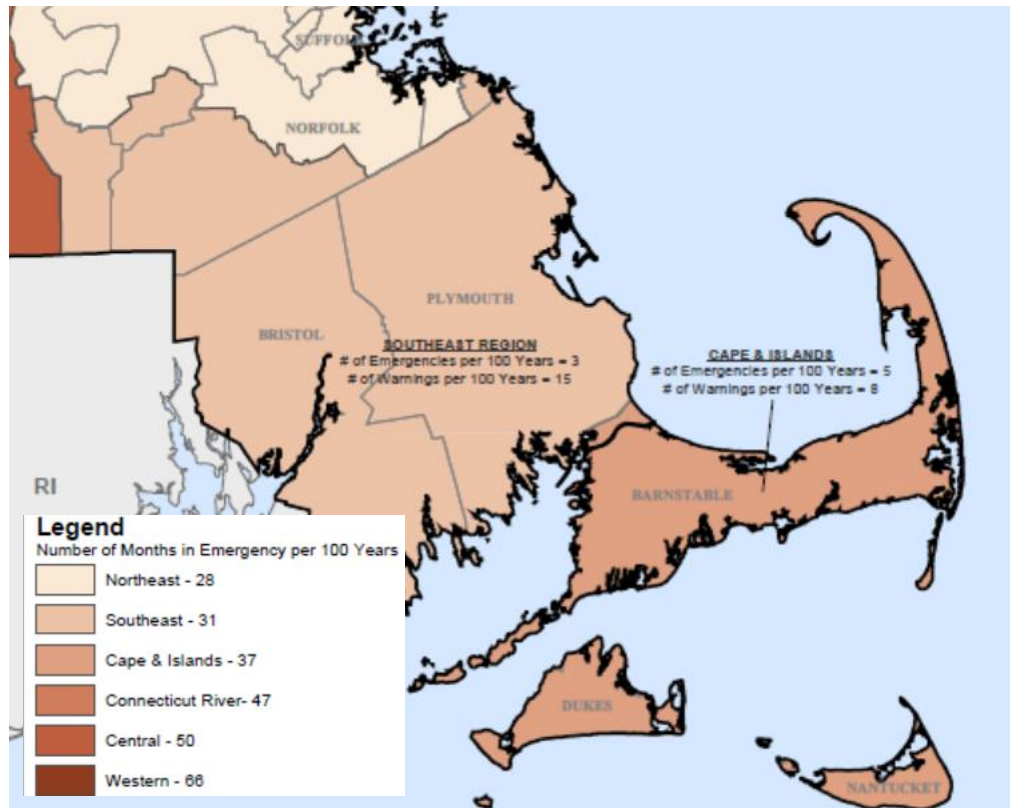 SUFFOLK
NORFOLK
PLYMOUTH
BRISTOL
SOUTHEAST REGION
# of Emergencies per 100 Years = 3
# of Warnings per 100 Years = 15
CAPE & ISLANDS
# of Emergencies per 100 Years = 5
# of Warnings per 100 Years = 8
RI
BARNSTABLE
Legend
Number of Months in Emergency per 100 Years
Northeast - 28
Southeast - 31
Cape & Islands - 37
Connecticut River- 47
Central - 50
Western - 66
DUKES
NANTUCKET